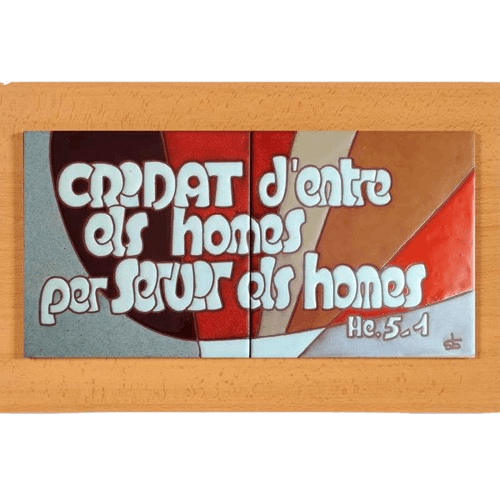 CRIDAT d'entre
els homes
per servir els homes
He. 5-1